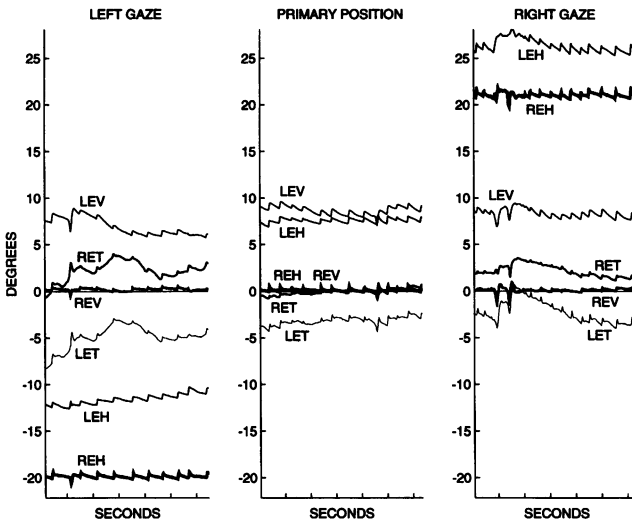 LEFT GAZE
PRIMARY POSITION
RIGHT GAZE
DEGREES
25
20
15
10
5
0
-5
-10
-15
-20
LEV
RET
REV
LET
LEH
REH
SECONDS
25
20
15
10
5
0
-5
-10
-15
-20
LEV
LEH
REH REV
RET
LET
SECONDS
25
20
15
10
5
0
-5
-10
-15
-20
LEH
REH
LEV
RET
REV
LET
SECONDS